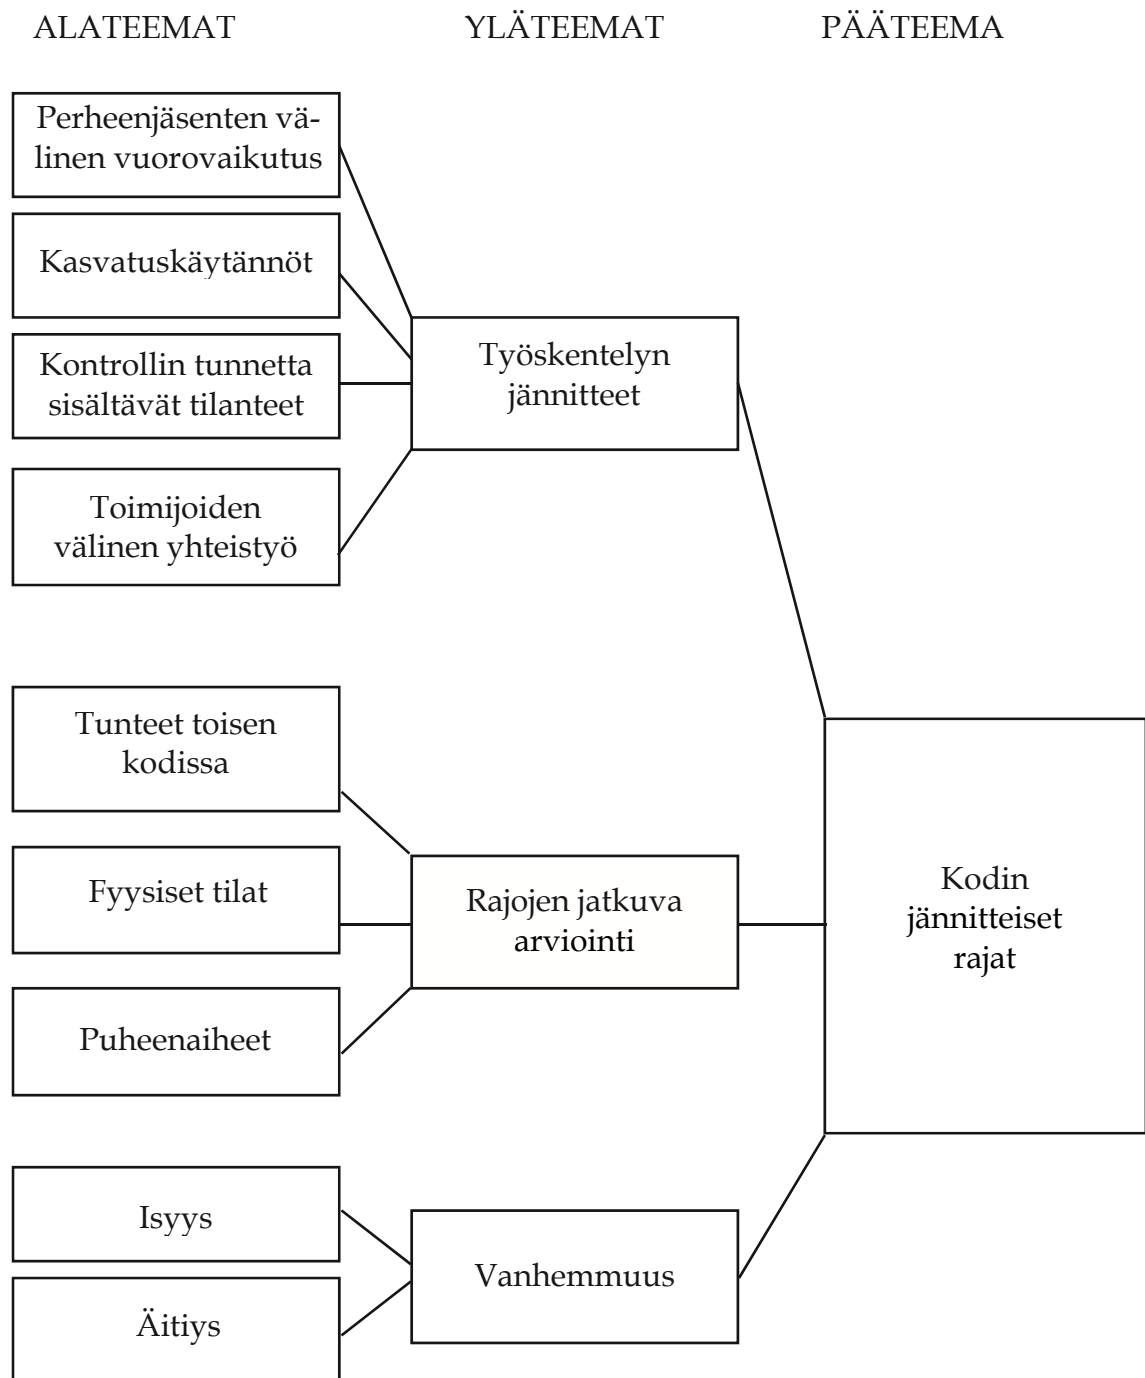 ALATEEMAT YLÄTEEMAT PÄÄTEEMA
Perheenjäsenten vä-
linen vuorovaikutus
Kasvatuskäytännöt
Kontrollin tunnetta
sisältävät tilanteet
Toimijoiden
välinen yhteistyö
Työskentelyn
jännitteet
Tunteet toisen
kodissa
Fyysiset tilat
Puheenaiheet
Rajojen jatkuva
arviointi
Isyys
Äitiys
Vanhemmuus
Kodin
jännitteiset
rajat